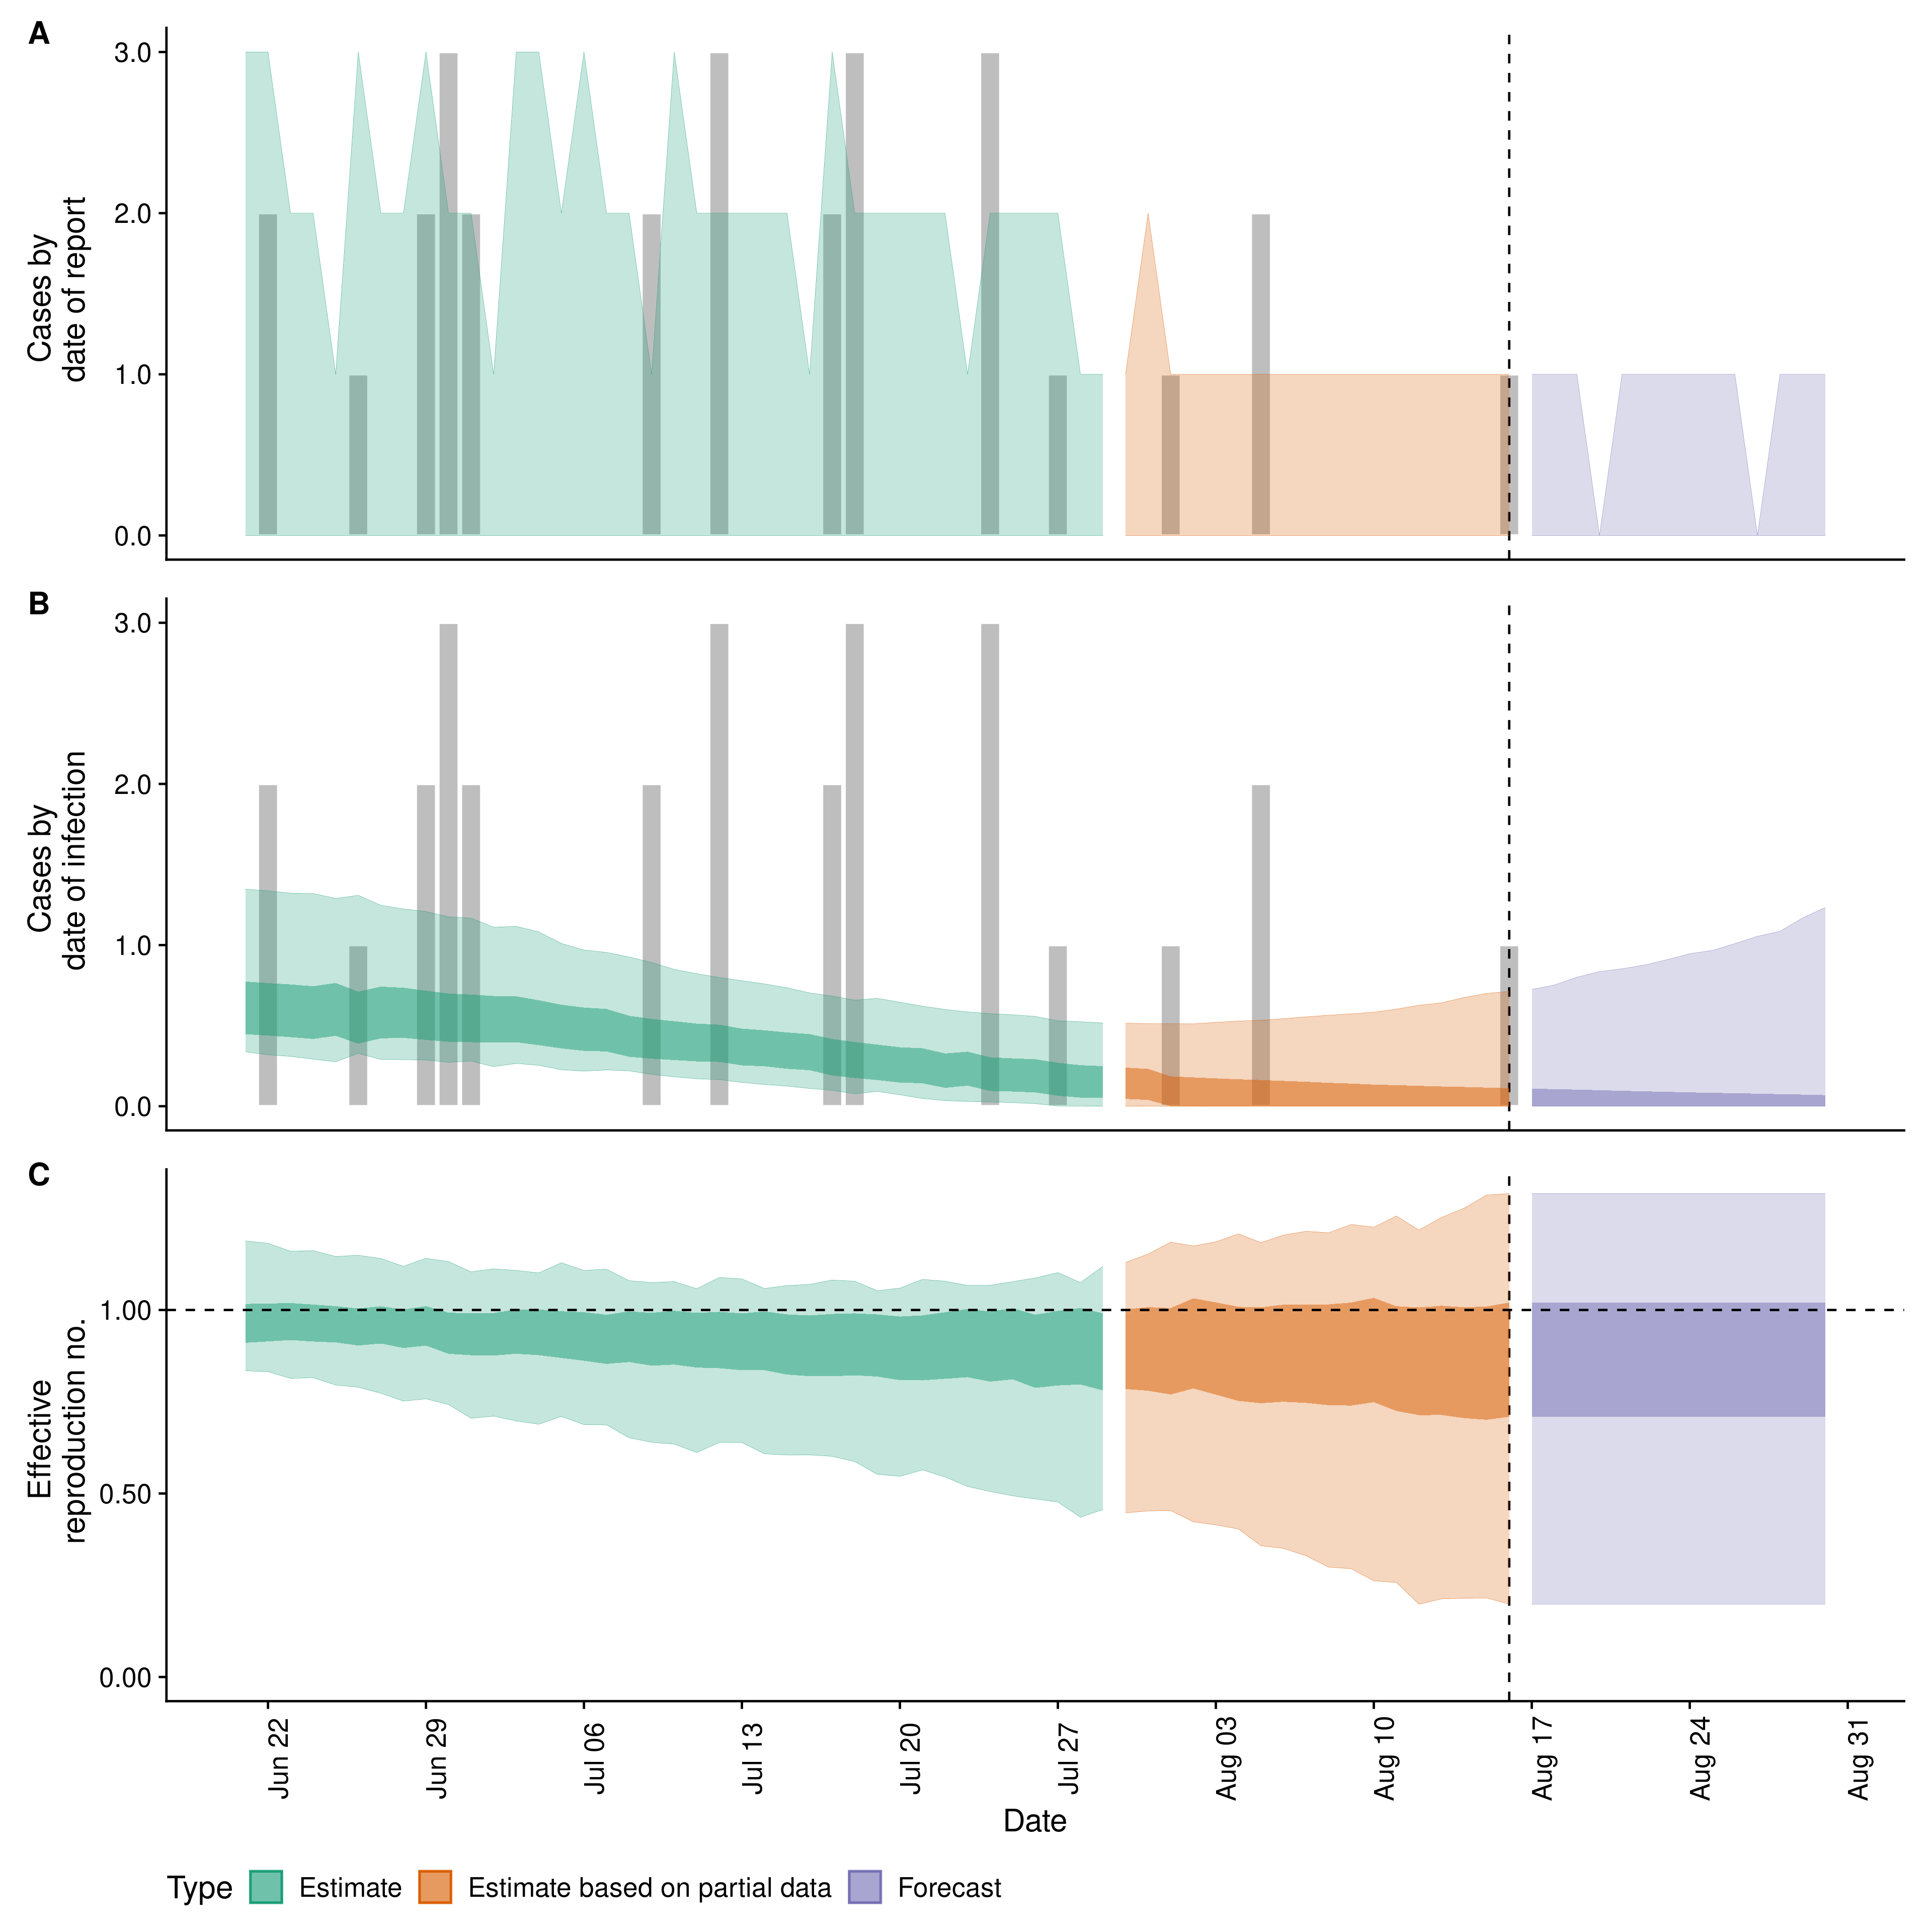 A
3.0
2.0
1.0
0.0
Cases by
date of report
B
3.0
2.0
1.0
0.0
Cases by
date of infection
C
1.00
0.50
0.00
Effective
reproduction no.
Jun 22
Jun 29
Jul 06
Jul 13
Jul 20
Jul 27
Aug 03
Aug 10
Aug 17
Aug 24
Aug 31
Date
Type Estimate Estimate based on partial data Forecast